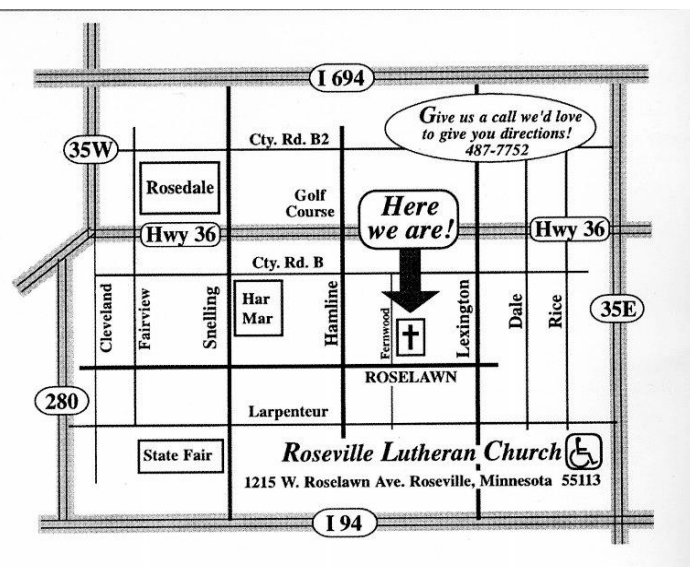 I 694
Give us a call we'd love
to give you directions!
487-7752
35W
Cty. Rd. B2
Rosedale
Golf
Course
Here
we are!
Hwy 36
Hwy 36
Cty. Rd. B
Cleveland
Fairview
Snelling
Har
Mar
Hamline
Fernwood
Lexington
Dale
Rice
35E
ROSELAWN
280
Larpenteur
State Fair
Roseville Lutheran Church
1215 W. Roselawn Ave. Roseville, Minnesota 55113
I 94